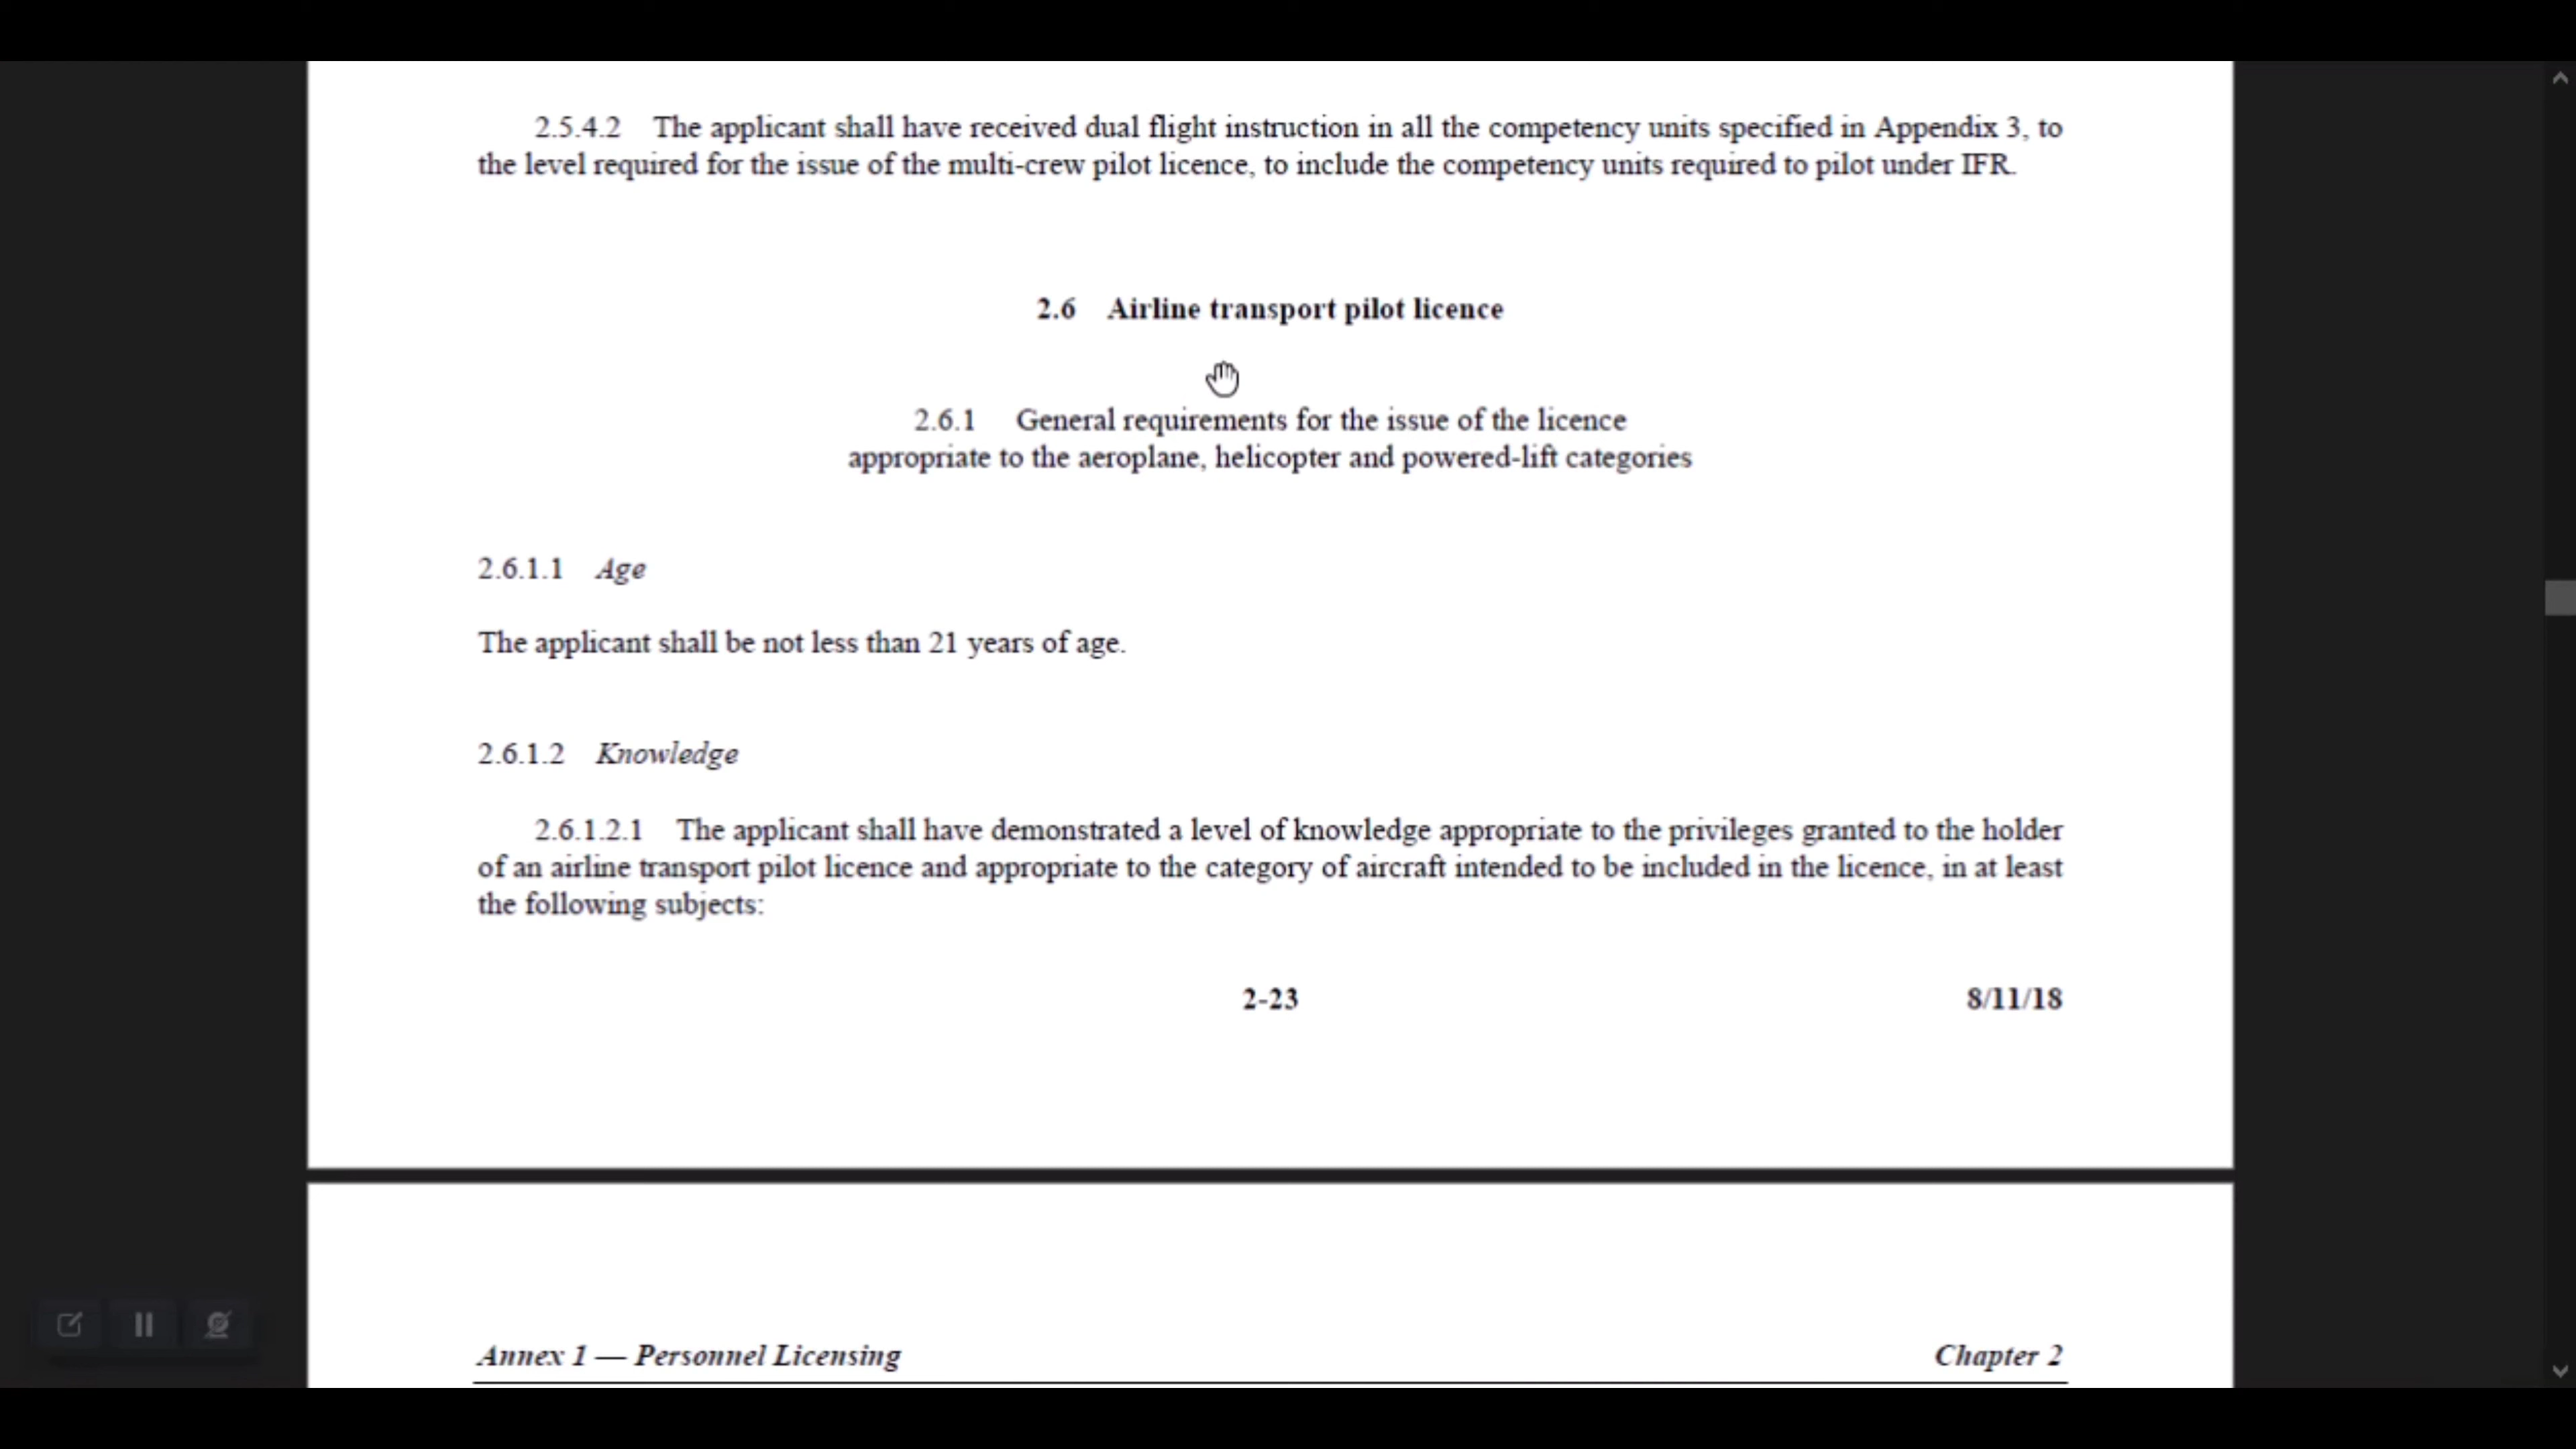 2.5.4.2 The applicant shall have received dual flight instruction in all the competency units specified in Appendix 3, to
the level required for the issue of the multi-crew pilot licence, to include the competency units required to pilot under IFR.
2.6 Airline transport pilot licence
2.6.1 General requirements for the issue of the licence
appropriate to the aeroplane, helicopter and powered-lift categories
2.6.1.1 Age
The applicant shall be not less than 21 years of age.
2.6.1.2 Knowledge
2.6.1.2.1 The applicant shall have demonstrated a level of knowledge appropriate to the privileges granted to the holder
of an airline transport pilot licence and appropriate to the category of aircraft intended to be included in the licence, in at least
the following subjects:
2-23 8/11/18
Annex 1 — Personnel Licensing Chapter 2